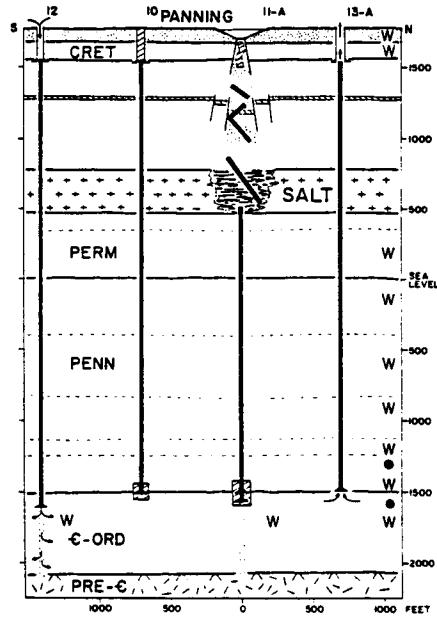 12 10 PANNING 11-A 13-A
S N
W
CRET W
1500
1000
SALT
500
PERM W
SEA LEVEL
W
500
PENN W
W 1000
W
W 1500
W W W
Є-ORD
2000
PRE-Є
1000 500 0 500 1000 FEET